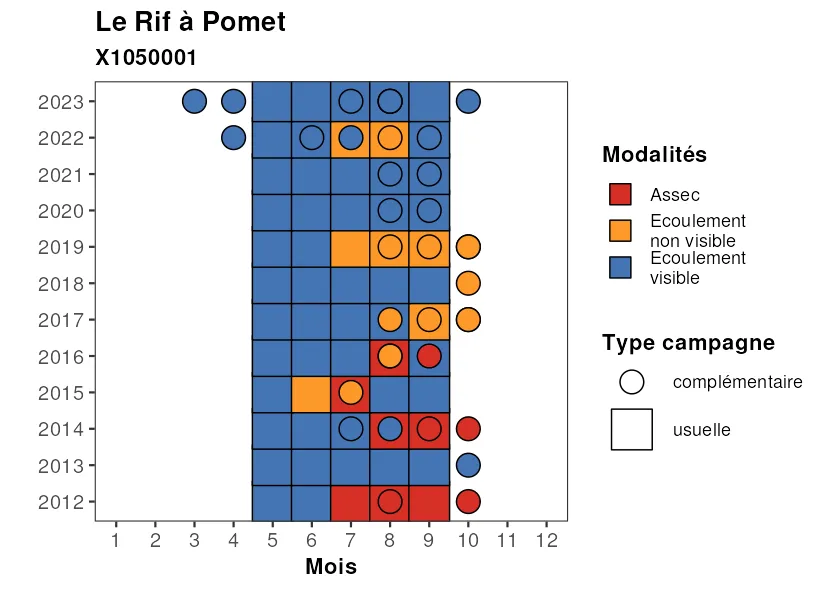 Le Rif à Pomet
X1050001
2023
2022
2021
2020
2019
2018
2017
2016
2015
2014
2013
2012
1 2 3 4 5 6 7 8 9 10 11 12
Mois
Modalités
Assec
Ecoulement
non visible
Ecoulement
visible
Type campagne
complémentaire
usuelle